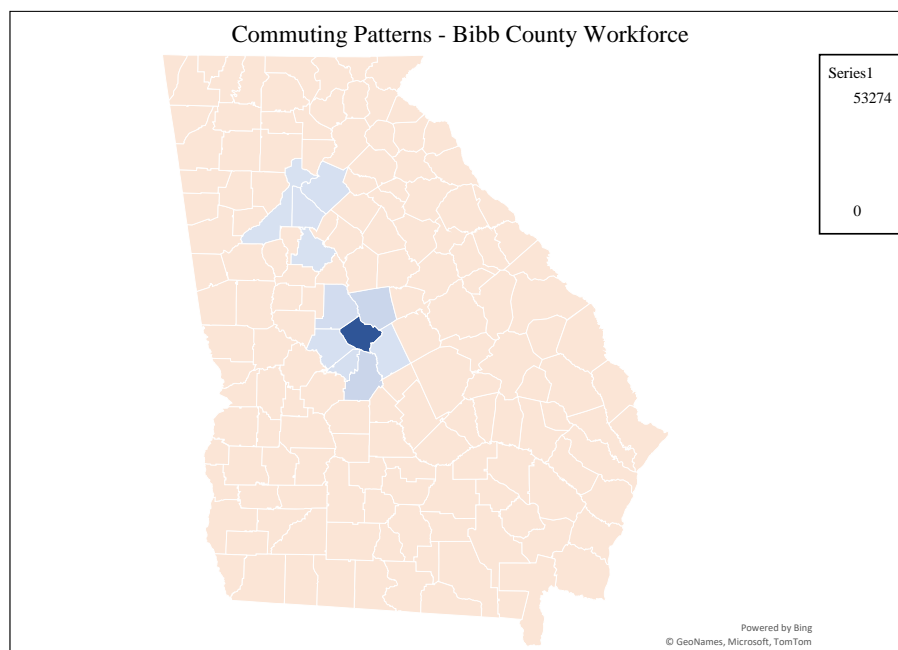 Commuting Patterns - Bibb County Workforce
Series1
53274
0
Powered by Bing
© GeoNames, Microsoft, TomTom